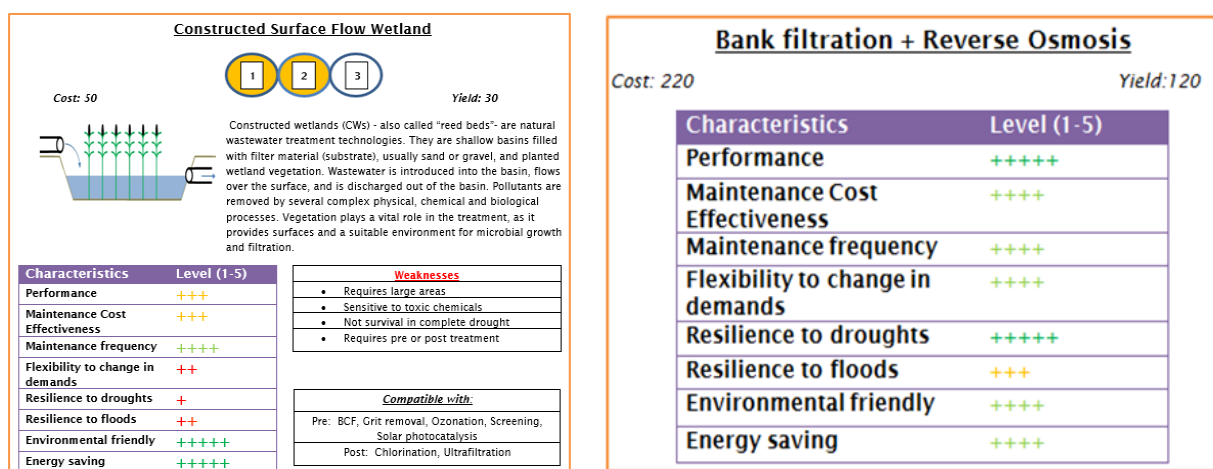 Constructed Surface Flow Wetland
1 2 3
Cost: 50 Yield: 30
Constructed wetlands (CWs) - also called “reed beds”- are natural
wastewater treatment technologies. They are shallow basins filled
with filter material (substrate), usually sand or gravel, and planted
wetland vegetation. Wastewater is introduced into the basin, flows
over the surface, and is discharged out of the basin. Pollutants are
removed by several complex physical, chemical and biological
processes. Vegetation plays a vital role in the treatment, as it
provides surfaces and a suitable environment for microbial growth
and filtration.
Characteristics Level (1-5)
Performance +++
Maintenance Cost
Effectiveness +++
Maintenance frequency ++++
Flexibility to change in
demands ++
Resilience to droughts +
Resilience to floods ++
Environmental friendly +++++
Energy saving +++++
Weaknesses
• Requires large areas
• Sensitive to toxic chemicals
• Not survival in complete drought
• Requires pre or post treatment
Compatible with:
Pre: BCF, Grit removal, Ozonation, Screening,
Solar photocatalysis
Post: Chlorination, Ultrafiltration
Bank filtration + Reverse Osmosis
Cost: 220 Yield:120
Characteristics Level (1-5)
Performance +++++
Maintenance Cost
Effectiveness ++++
Maintenance frequency ++++
Flexibility to change in
demands ++++
Resilience to droughts +++++
Resilience to floods +++
Environmental friendly ++++
Energy saving ++++